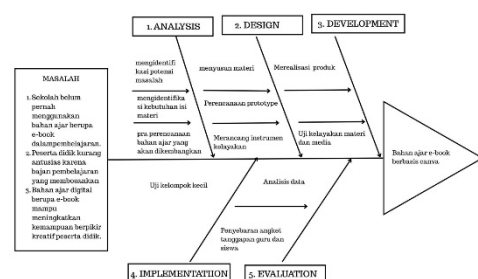 1. ANALYSIS
2. DESIGN
3. DEVELOPMENT
mengidentifi
kasi potensi
masalah
mengidentifika
si kebutuhan isi
materi
pra perencanaan
bahan ajar yang
akan dikembangkan
menyusun materi
Perencanaan prototype
Merancang instrumen
kelayakan
Merealisasi produk
Uji kelayakan materi
dan media
MASALAH
1. Sekolah belum
pernah
menggunakan
bahan ajar berupa
e-book
dalampembelajaran.
2. Peserta didik kurang
antusias karena
bajan pembelajaran
yang membosakan
3. Bahan ajar digital
berupa e-book
mampu
meningkatkan
kemampuan berpikir
kreatif peserta didik.
Bahan ajar e-book
berbasis canva
Uji kelompok kecil
Analisis data
Penyebaran angket
tanggapan guru dan
siswa
4. IMPLEMENTATIION
5. EVALUATION